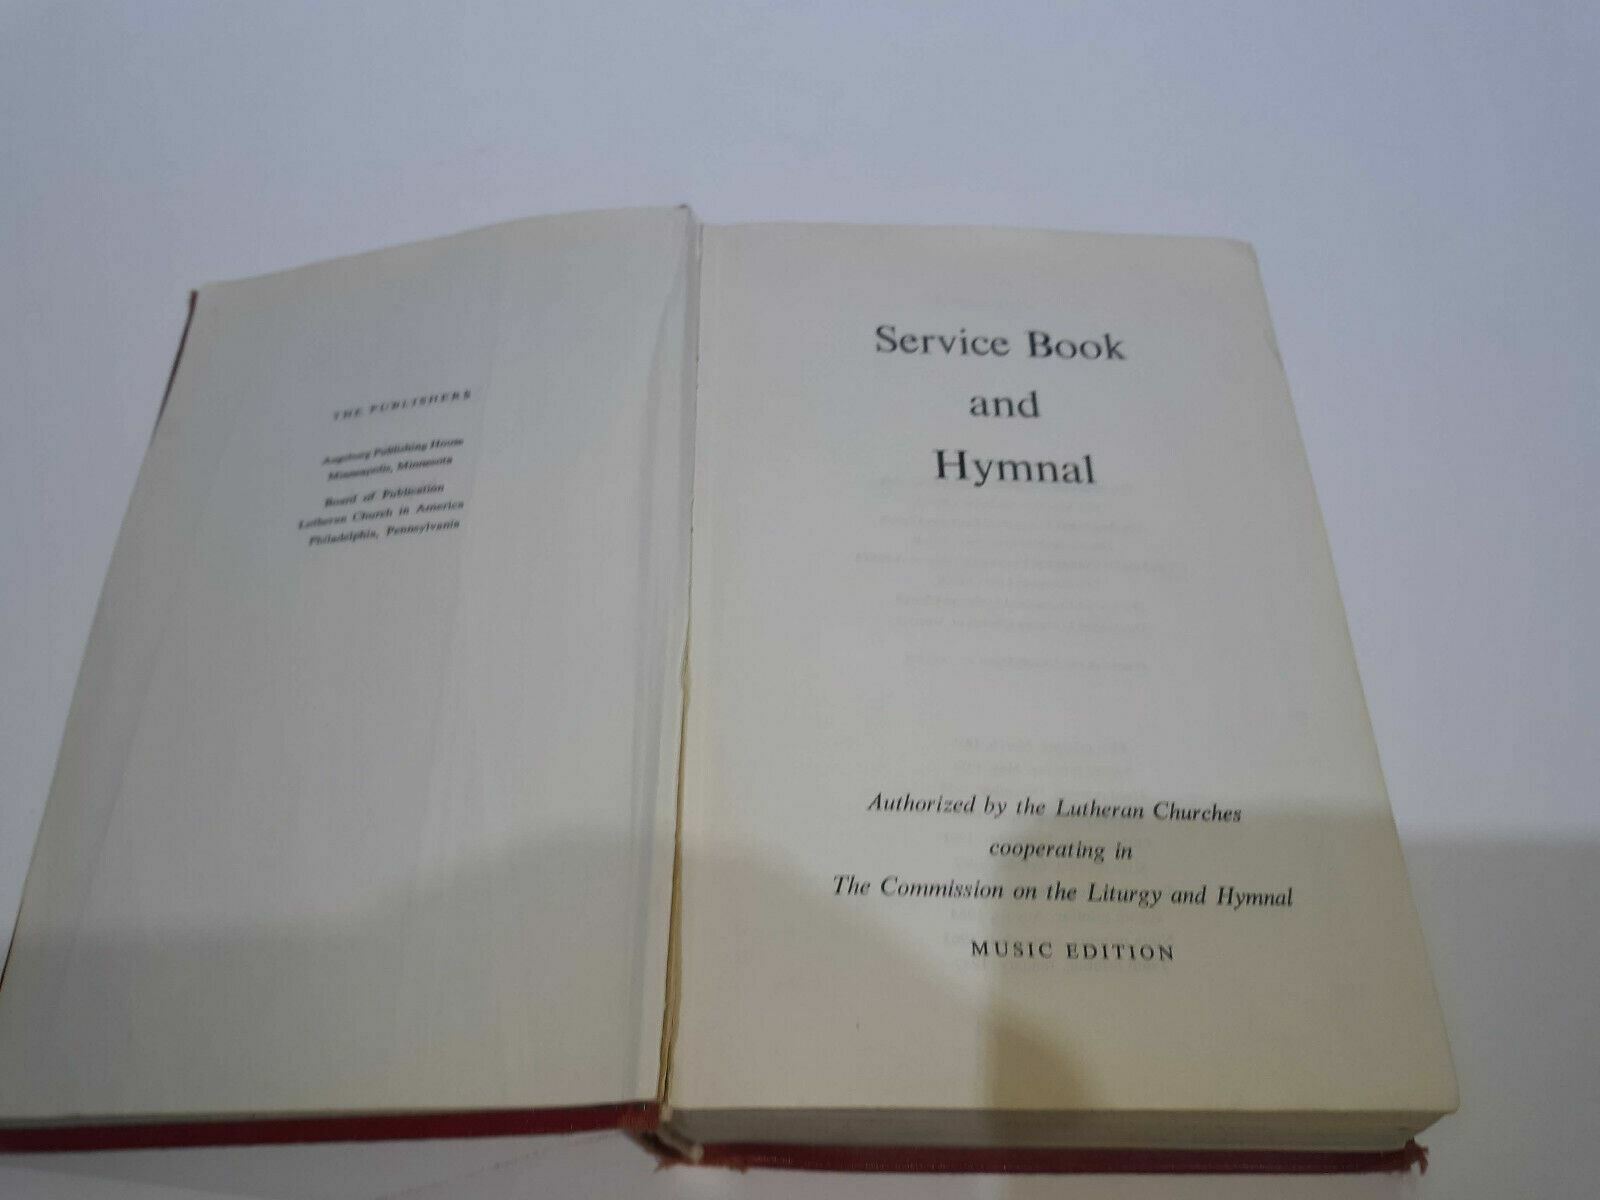 THE PUBLISHERS
Augsburg Publishing House
Minneapolis, Minnesota
Board of Publication
Lutheran Church in America
Philadelphia, Pennsylvania
Service Book
and
Hymnal
Authorized by the Lutheran Churches
cooperating in
The Commission on the Liturgy and Hymnal
MUSIC EDITION